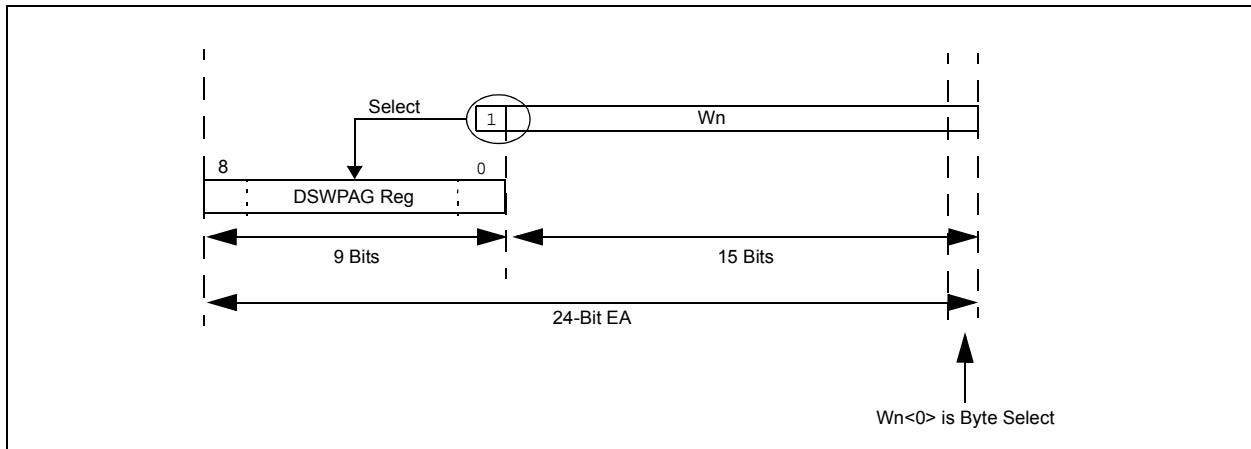 Select
1
Wn
8
0
DSWPAG Reg
9 Bits
15 Bits
24-Bit EA
Wn<0> is Byte Select